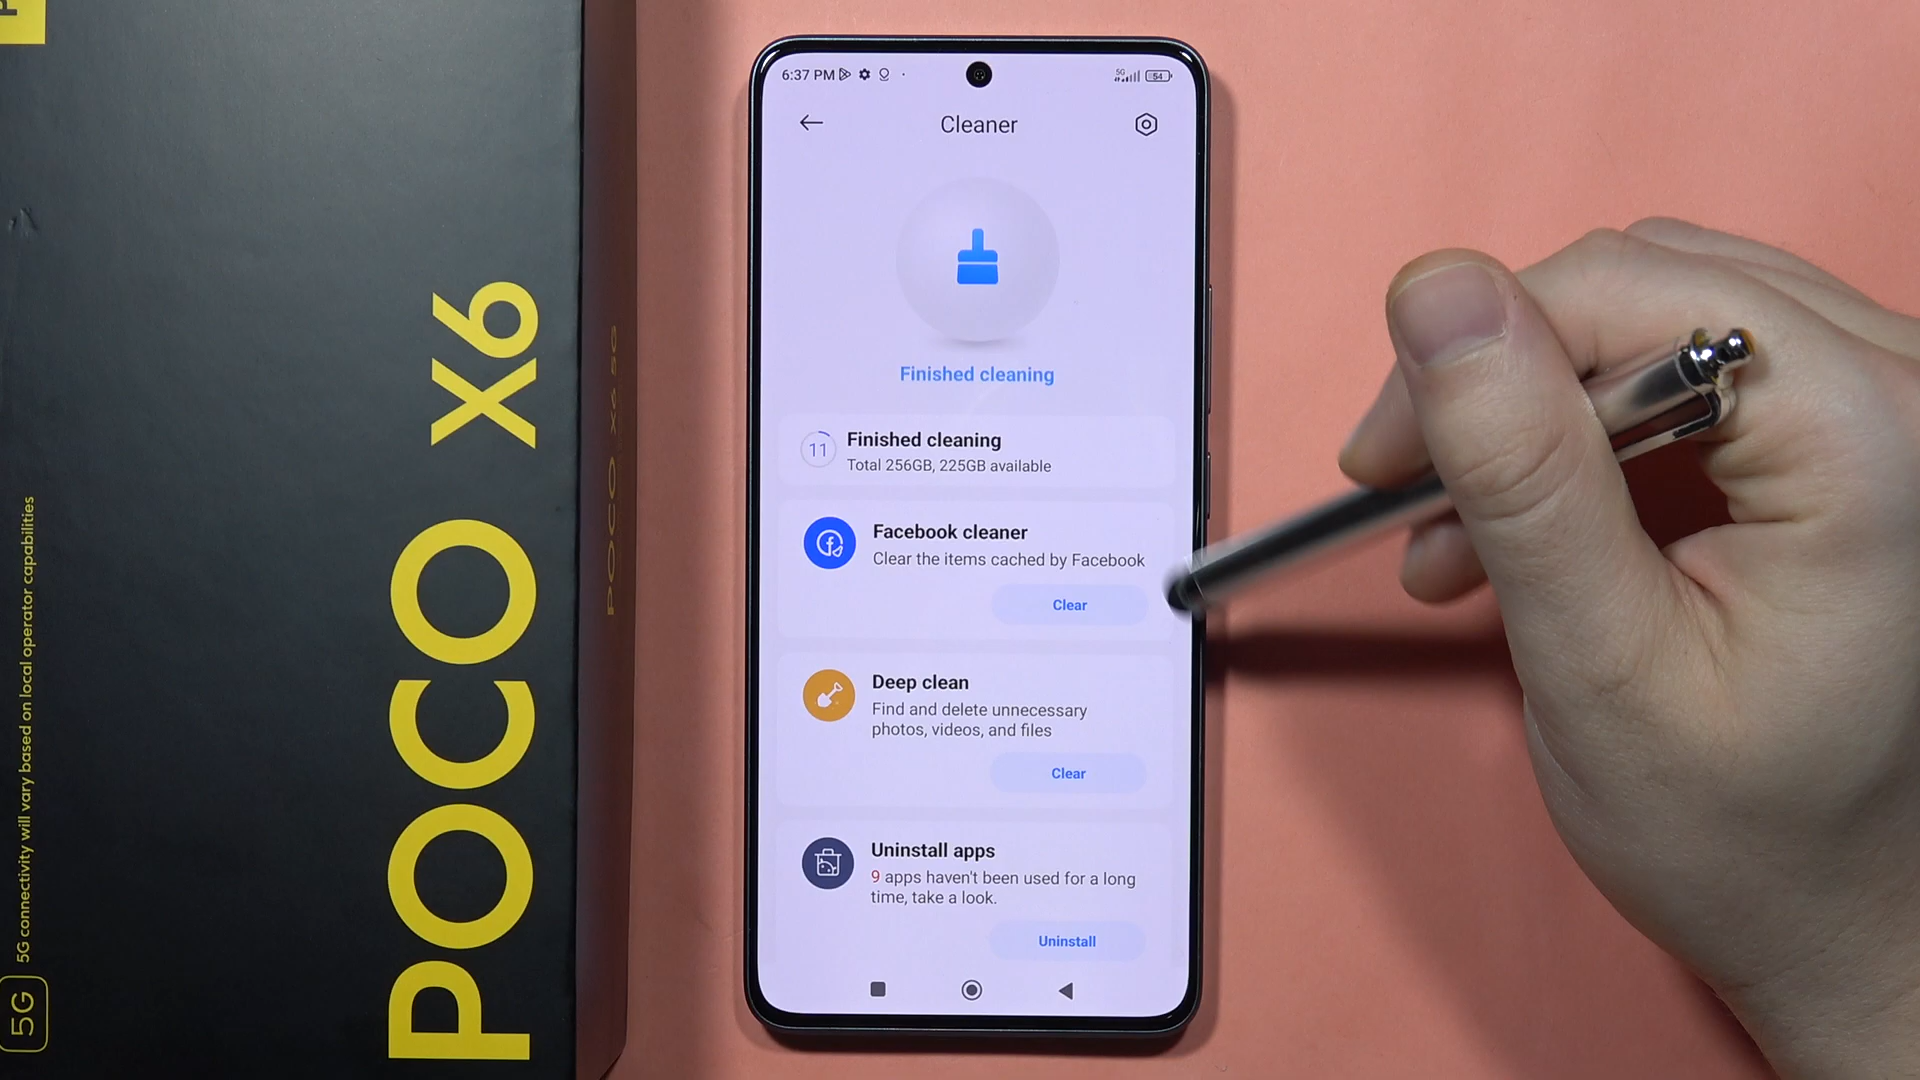 P
POCO X6
5G connectivity will vary based on local operator capabilities
5G
POCO X6 5G
6:37 PM
5G
54
Cleaner
Finished cleaning
11
Finished cleaning
Total 256GB, 225GB available
Facebook cleaner
Clear the items cached by Facebook
Clear
Deep clean
Find and delete unnecessary
photos, videos, and files
Clear
Uninstall apps
9 apps haven't been used for a long
time, take a look.
Uninstall